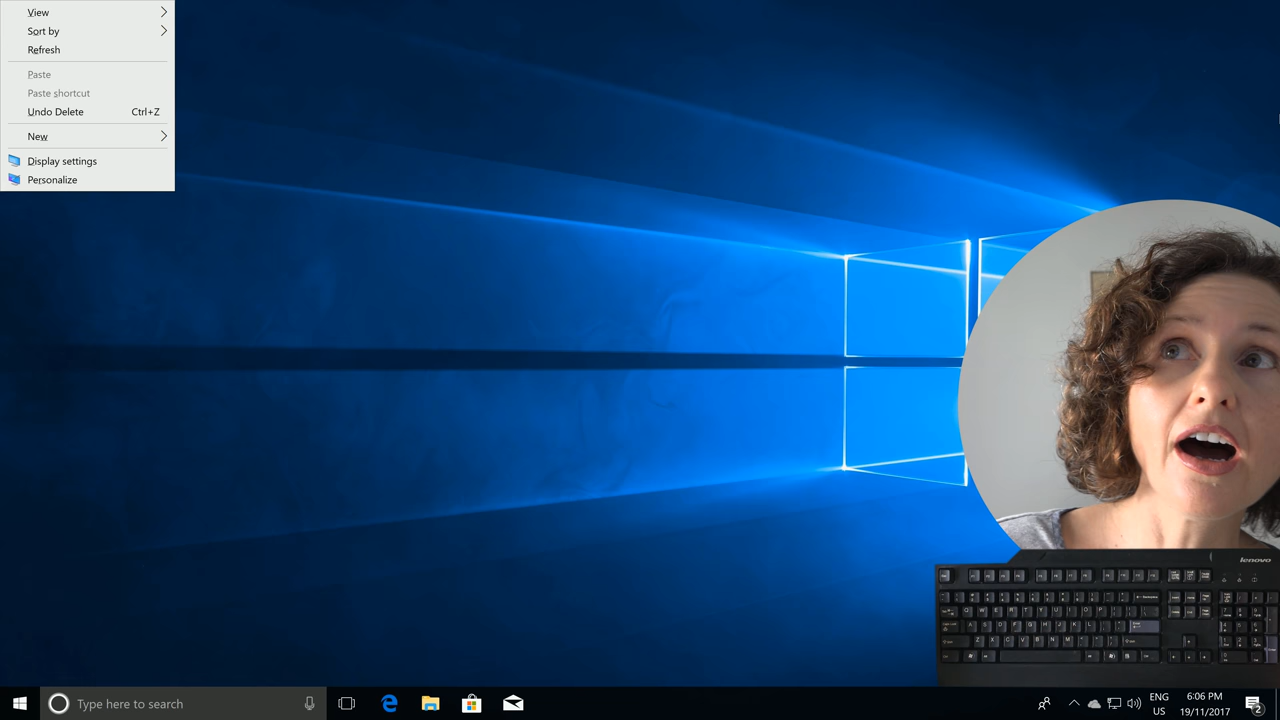 View
Sort by
Refresh
Paste
Paste shortcut
Undo Delete Ctrl+Z
New
Display settings
Personalize
lenovo
Type here to search
ENG
US
6:06 PM
19/11/2017
2